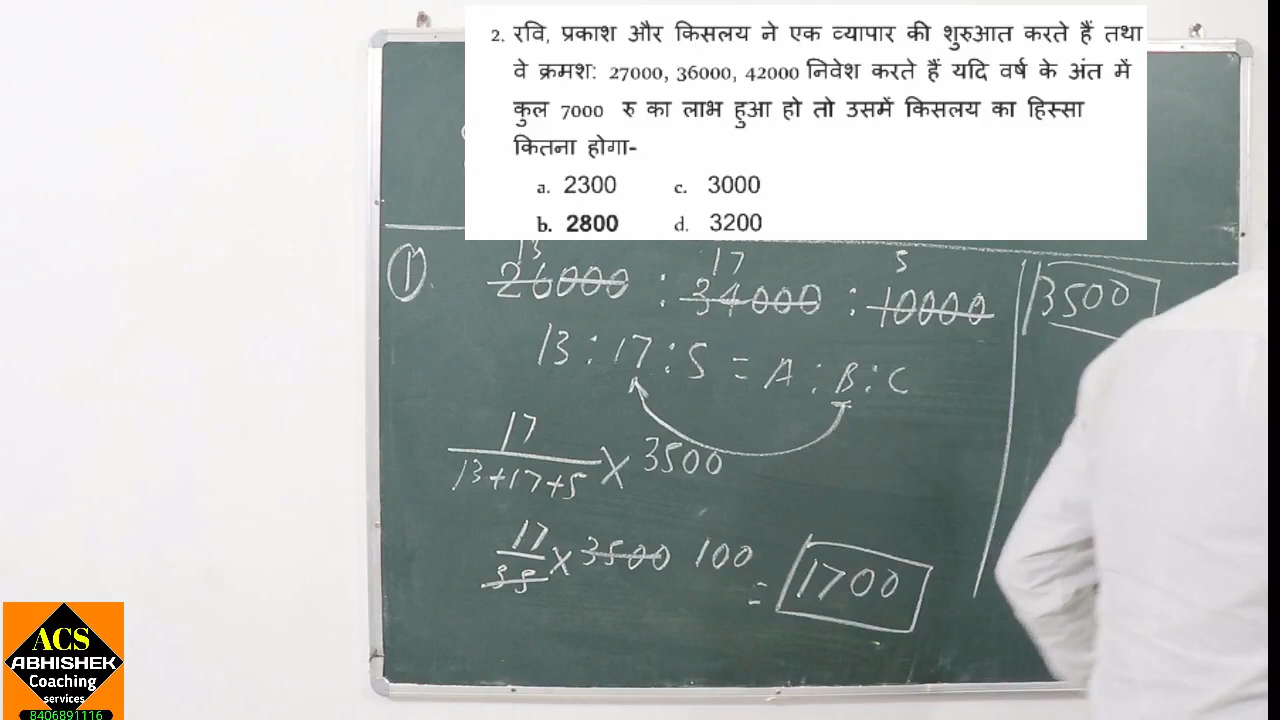 2. रवि, प्रकाश और किसलय ने एक व्यापार की शुरुआत करते हैं तथा
वे क्रमश: 27000, 36000, 42000 निवेश करते हैं यदि वर्ष के अंत में
कुल 7000 रु का लाभ हुआ हो तो उसमें किसलय का हिस्सा
कितना होगा-
a. 2300 c. 3000
b. 2800 d. 3200
13 17 5
① 26000 : 34000 : 10000
3500
13 : 17 : 5 = A : B : C
17
13+17+5 × 3500
17
35 × 3500 100
= 1700
ACS
ABHISHEK
Coaching
services
8406891116